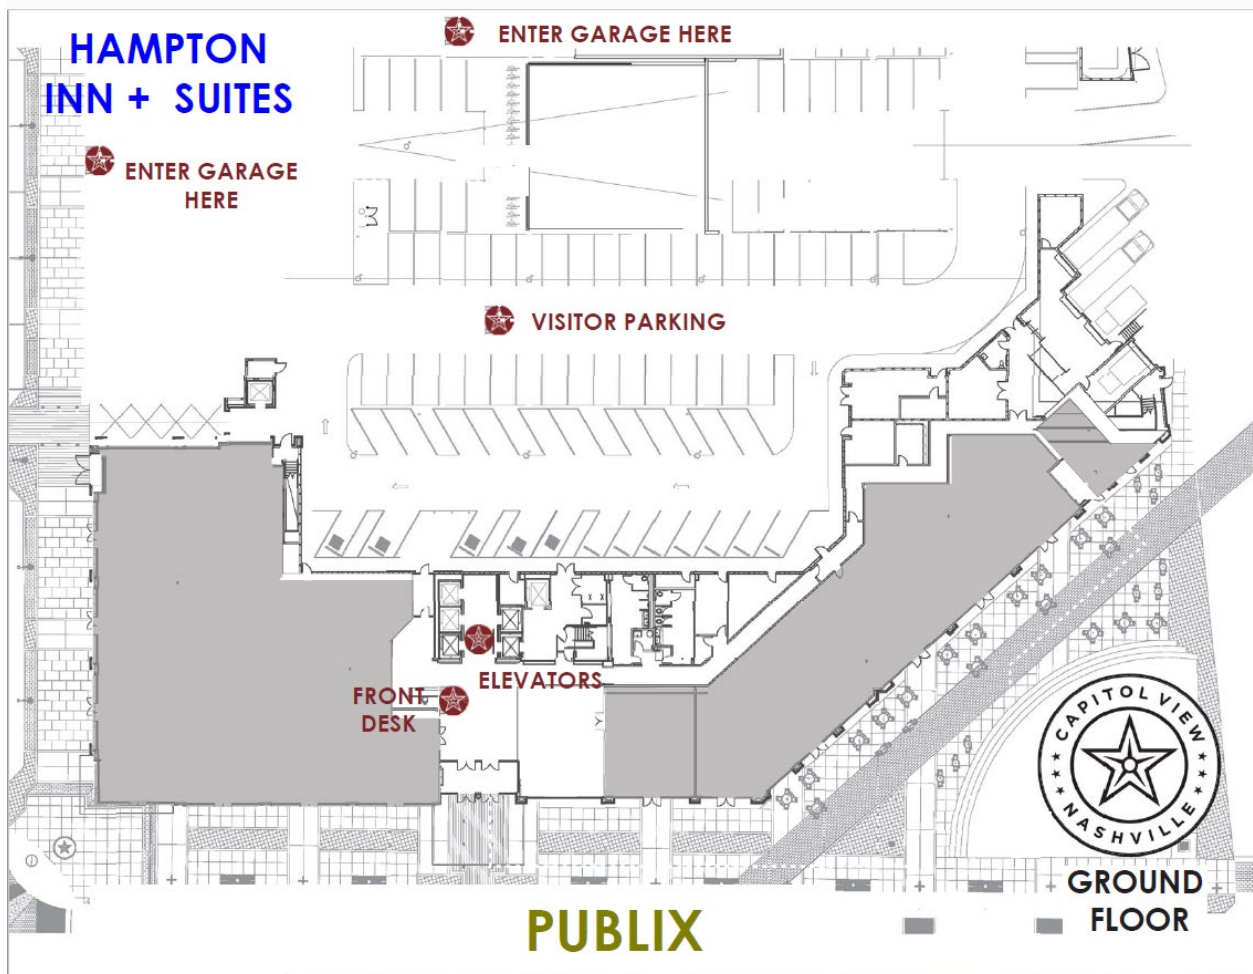 HAMPTON
INN + SUITES
ENTER GARAGE HERE
ENTER GARAGE
HERE
VISITOR PARKING
ELEVATORS
FRONT
DESK
CAPITOL VIEW
NASHVILLE
GROUND
FLOOR
PUBLIX